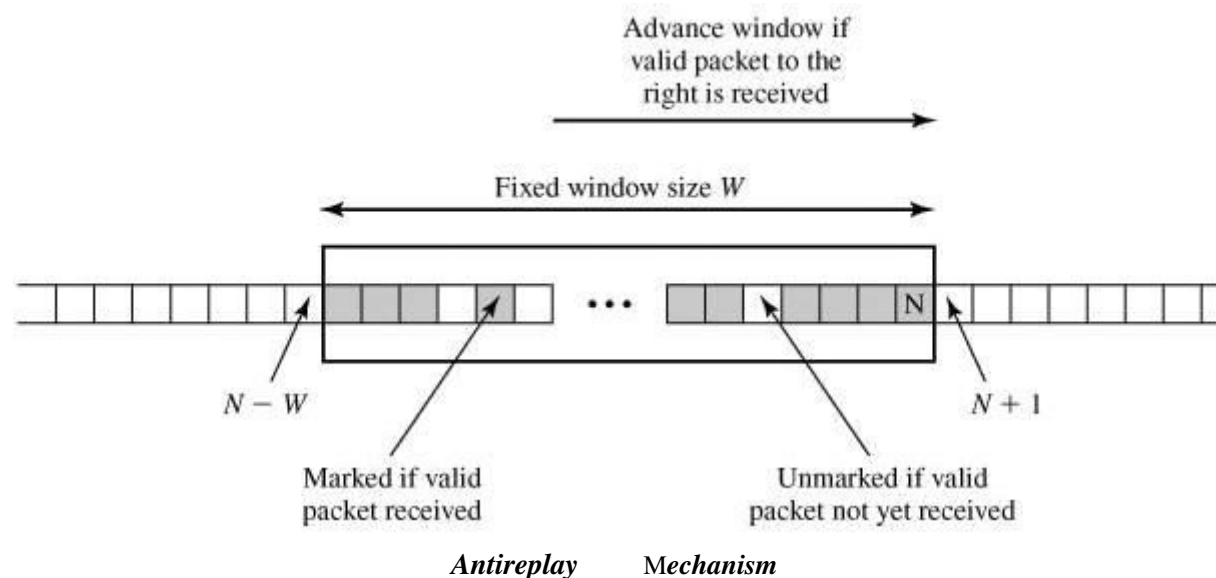 Advance window if
valid packet to the
right is received
Fixed window size W
•••
N
N − W
N + 1
Marked if valid
packet received
Unmarked if valid
packet not yet received
Antireplay Mechanism